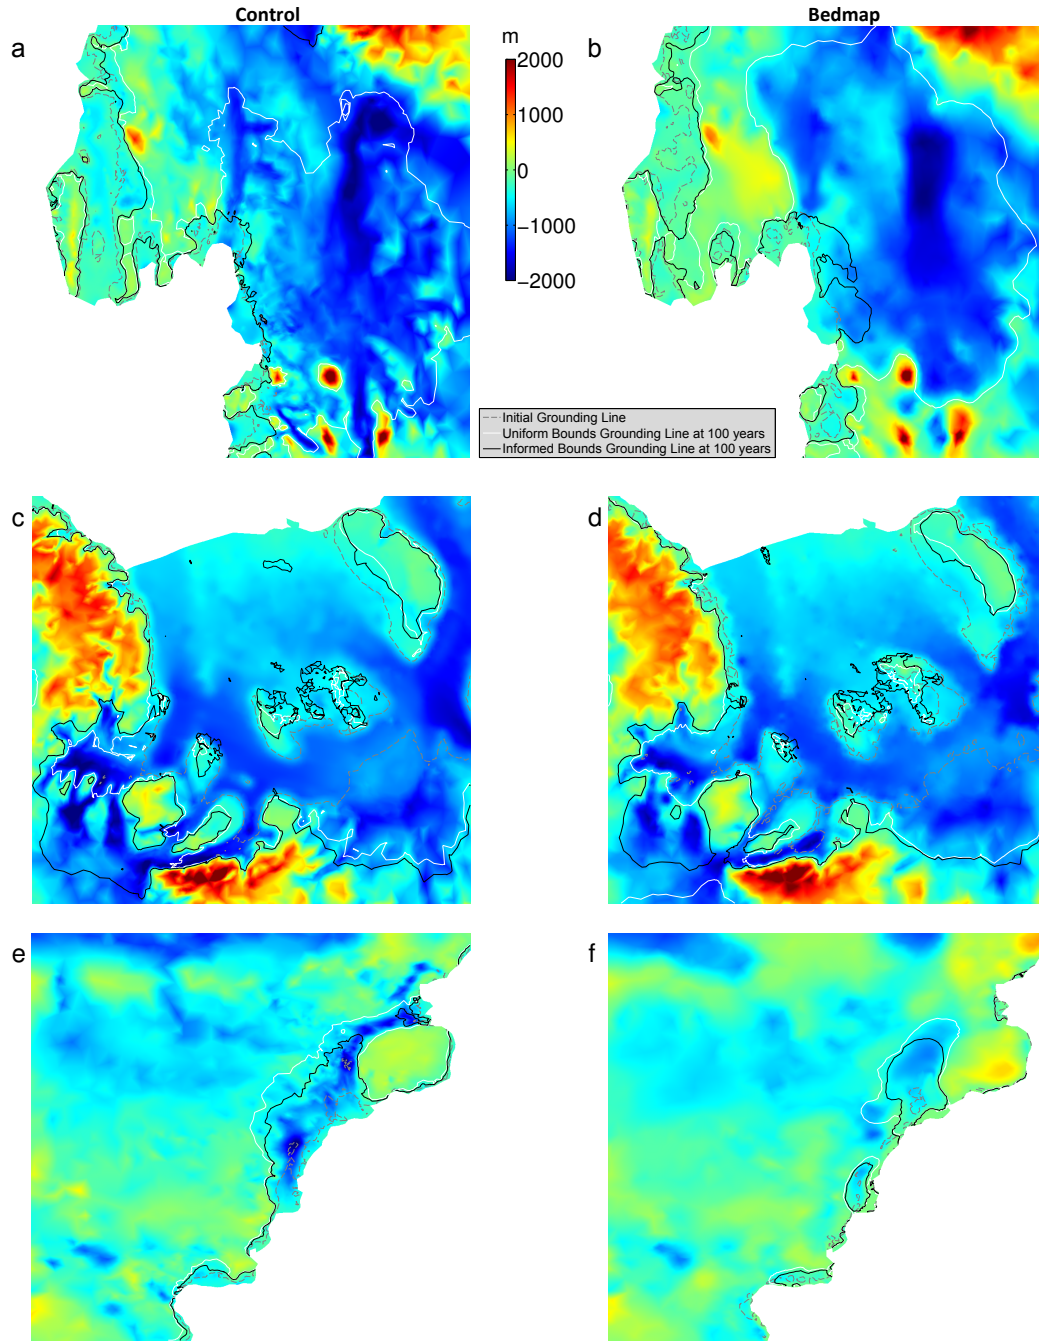 Control
Bedmap
a
m
b
2000
1000
0
−1000
−2000
Initial Grounding Line
Uniform Bounds Grounding Line at 100 years
Informed Bounds Grounding Line at 100 years
c
d
e
f